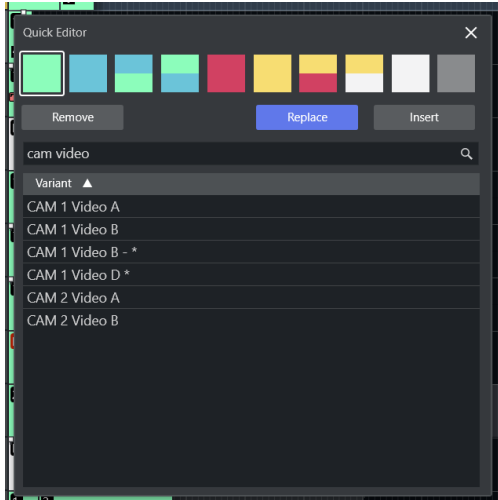 Quick Editor
Remove
Replace
Insert
cam video
Variant ▲
CAM 1 Video A
CAM 1 Video B
CAM 1 Video B - *
CAM 1 Video D *
CAM 2 Video A
CAM 2 Video B